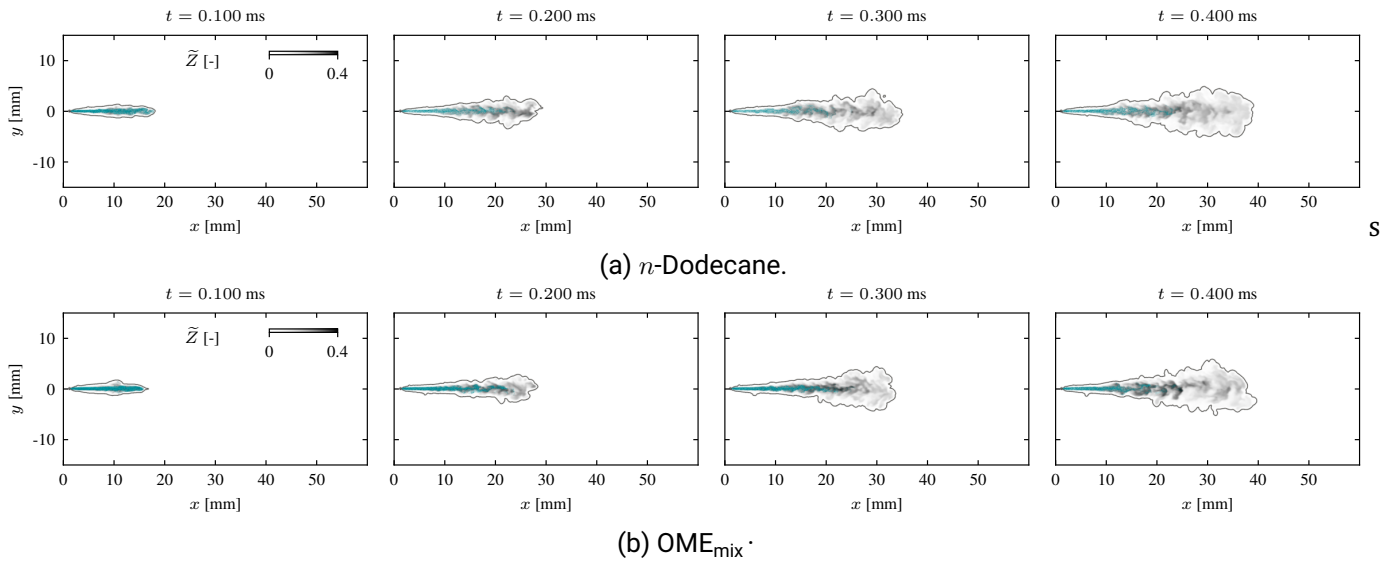 t = 0.100 ms t = 0.200 ms t = 0.300 ms t = 0.400 ms
Z̃ [-]
0 0.4
10
0
-10
y [mm]
0 10 20 30 40 50 0 10 20 30 40 50 0 10 20 30 40 50 0 10 20 30 40 50
x [mm] x [mm] x [mm] x [mm]
s
(a) n-Dodecane.
t = 0.100 ms t = 0.200 ms t = 0.300 ms t = 0.400 ms
Z̃ [-]
0 0.4
10
0
-10
y [mm]
0 10 20 30 40 50 0 10 20 30 40 50 0 10 20 30 40 50 0 10 20 30 40 50
x [mm] x [mm] x [mm] x [mm]
(b) OMEmix.